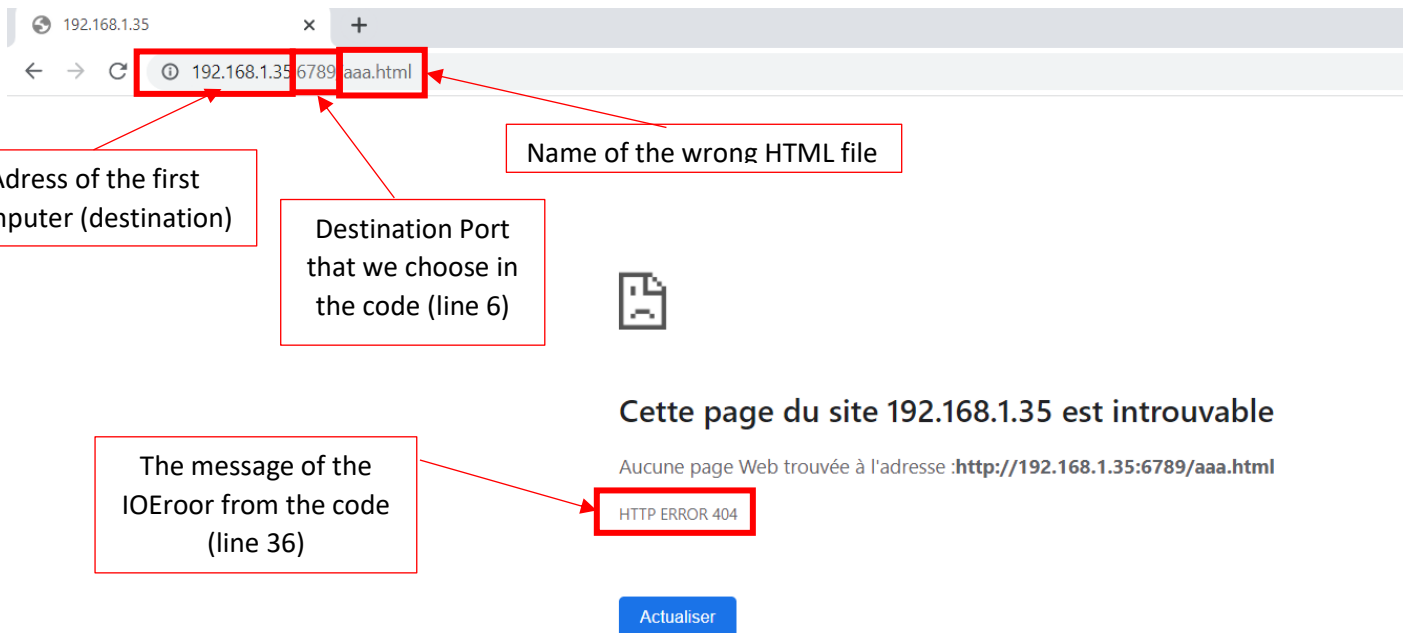 192.168.1.35
192.168.1.35:6789/aaa.html
Name of the wrong HTML file
Adress of the first
mputer (destination)
Destination Port
that we choose in
the code (line 6)
Cette page du site 192.168.1.35 est introuvable
Aucune page Web trouvée à l'adresse :http://192.168.1.35:6789/aaa.html
The message of the
IOEroor from the code
(line 36)
HTTP ERROR 404
Actualiser